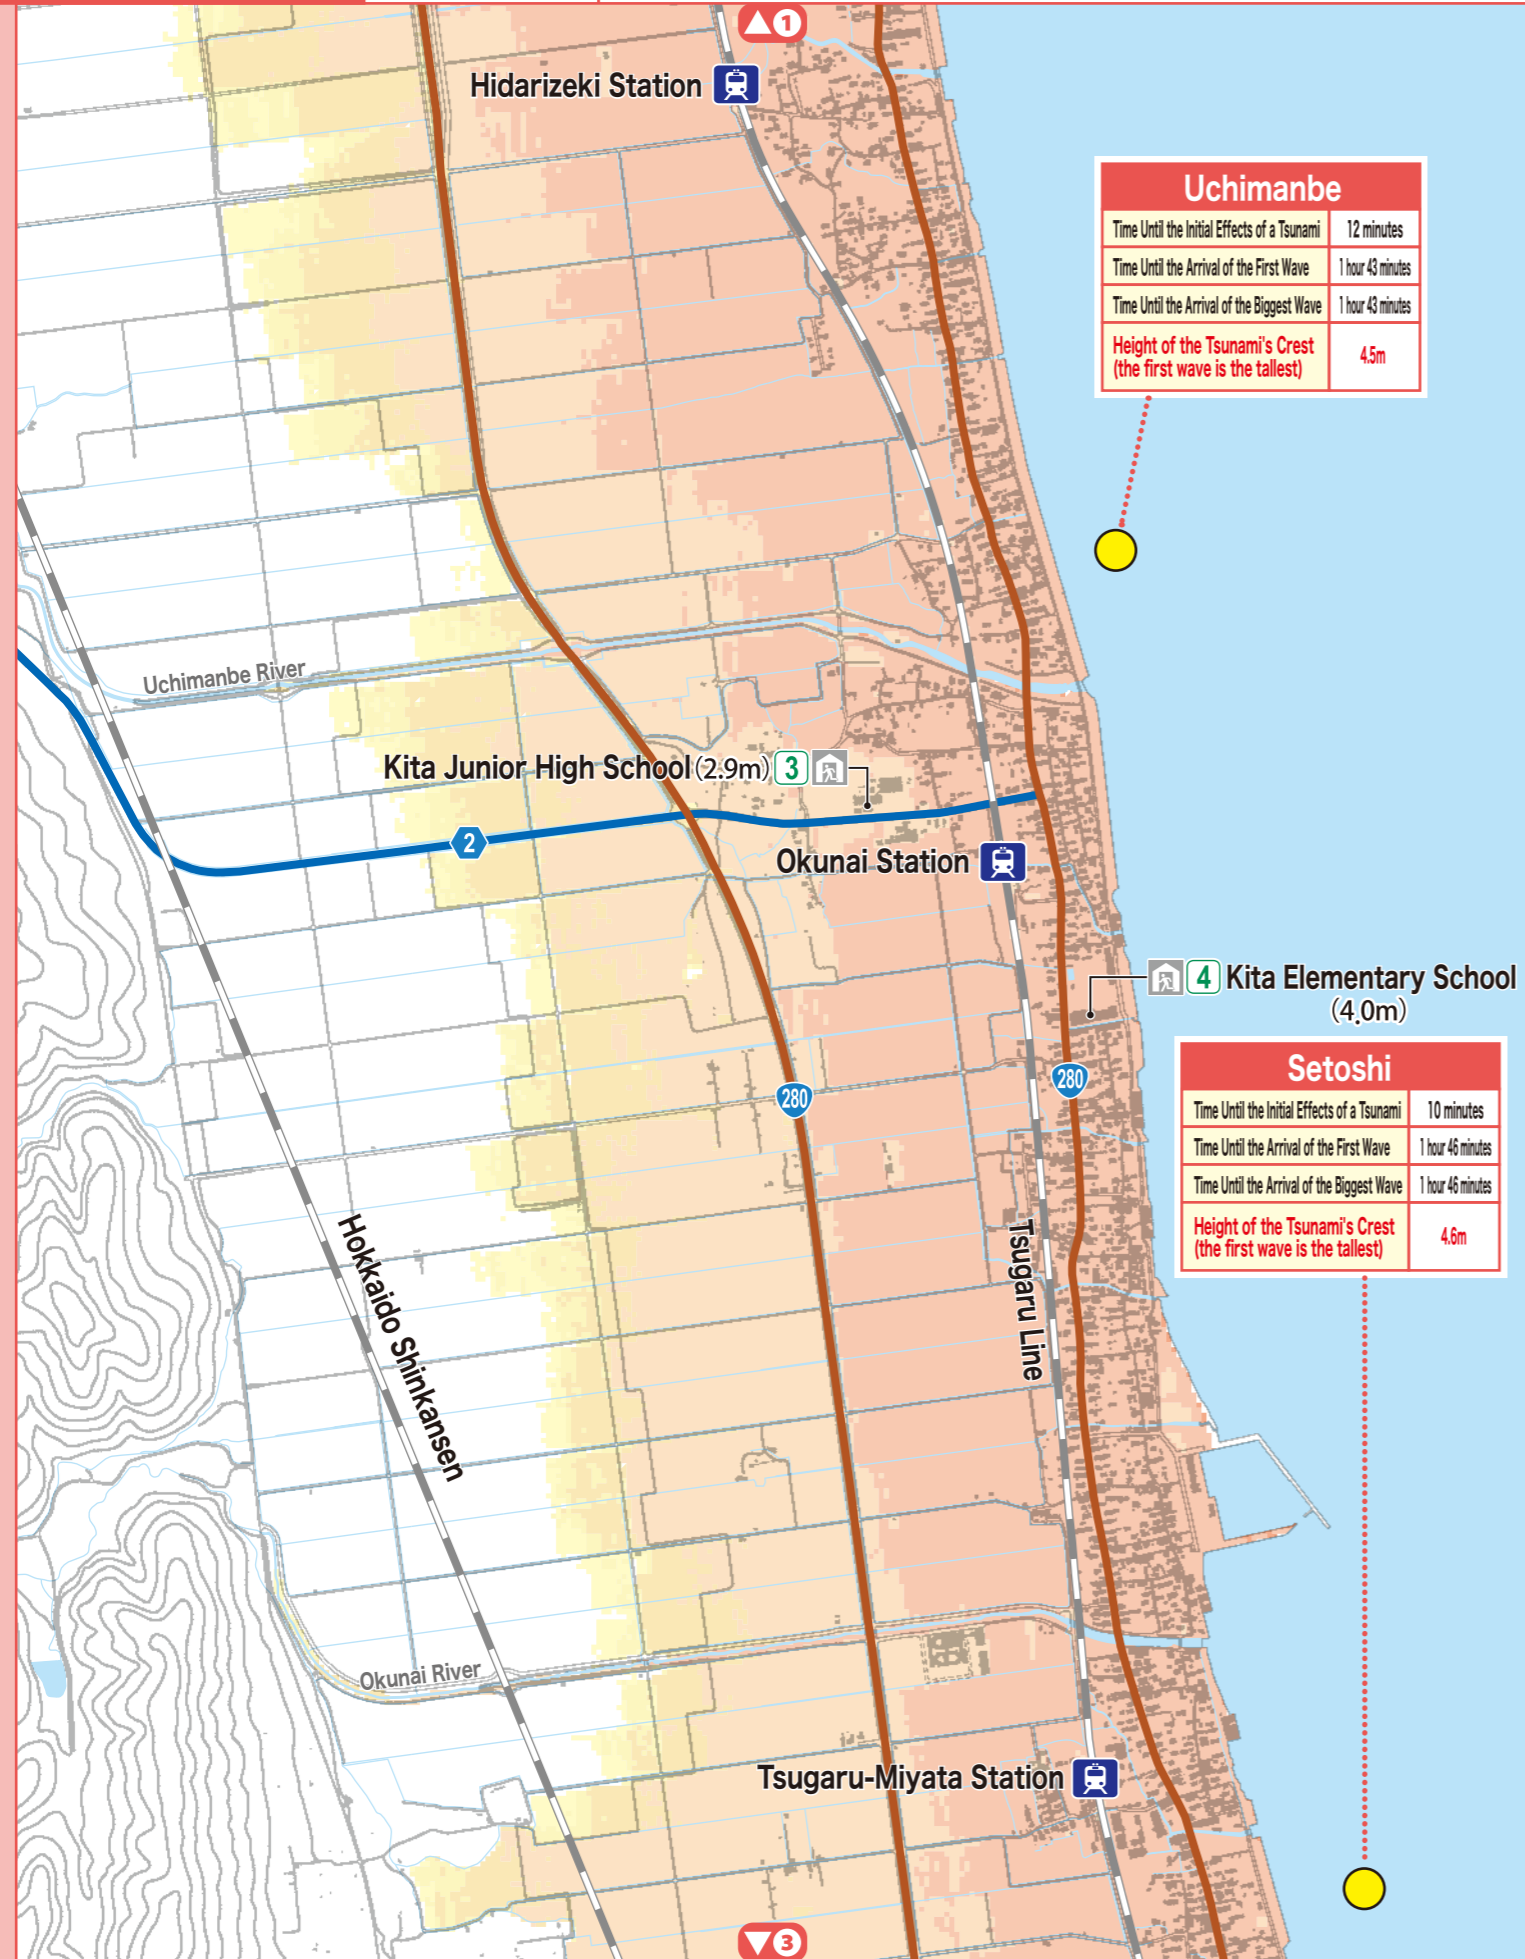 1
Hidarizeki Station
Uchimanbe
Time Until the Initial Effects of a Tsunami 12 minutes
Time Until the Arrival of the First Wave 1 hour 43 minutes
Time Until the Arrival of the Biggest Wave 1 hour 43 minutes
Height of the Tsunami's Crest
(the first wave is the tallest) 4.5m
Uchimanbe River
Kita Junior High School (2.9m) 3
2
Okunai Station
4 Kita Elementary School
(4.0m)
280
280
Setoshi
Time Until the Initial Effects of a Tsunami 10 minutes
Time Until the Arrival of the First Wave 1 hour 46 minutes
Time Until the Arrival of the Biggest Wave 1 hour 46 minutes
Height of the Tsunami's Crest
(the first wave is the tallest) 4.6m
Hokkaido Shinkansen
Tsugaru Line
Okunai River
Tsugaru-Miyata Station
3